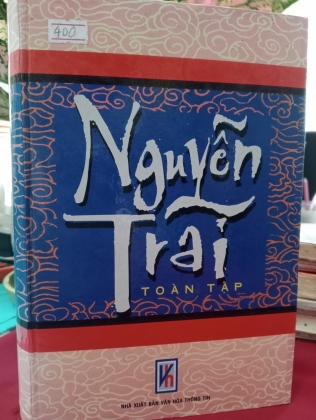 400
Nguyễn
Trãi
TOÀN TẬP
VH
NHÀ XUẤT BẢN VĂN HÓA THÔNG TIN